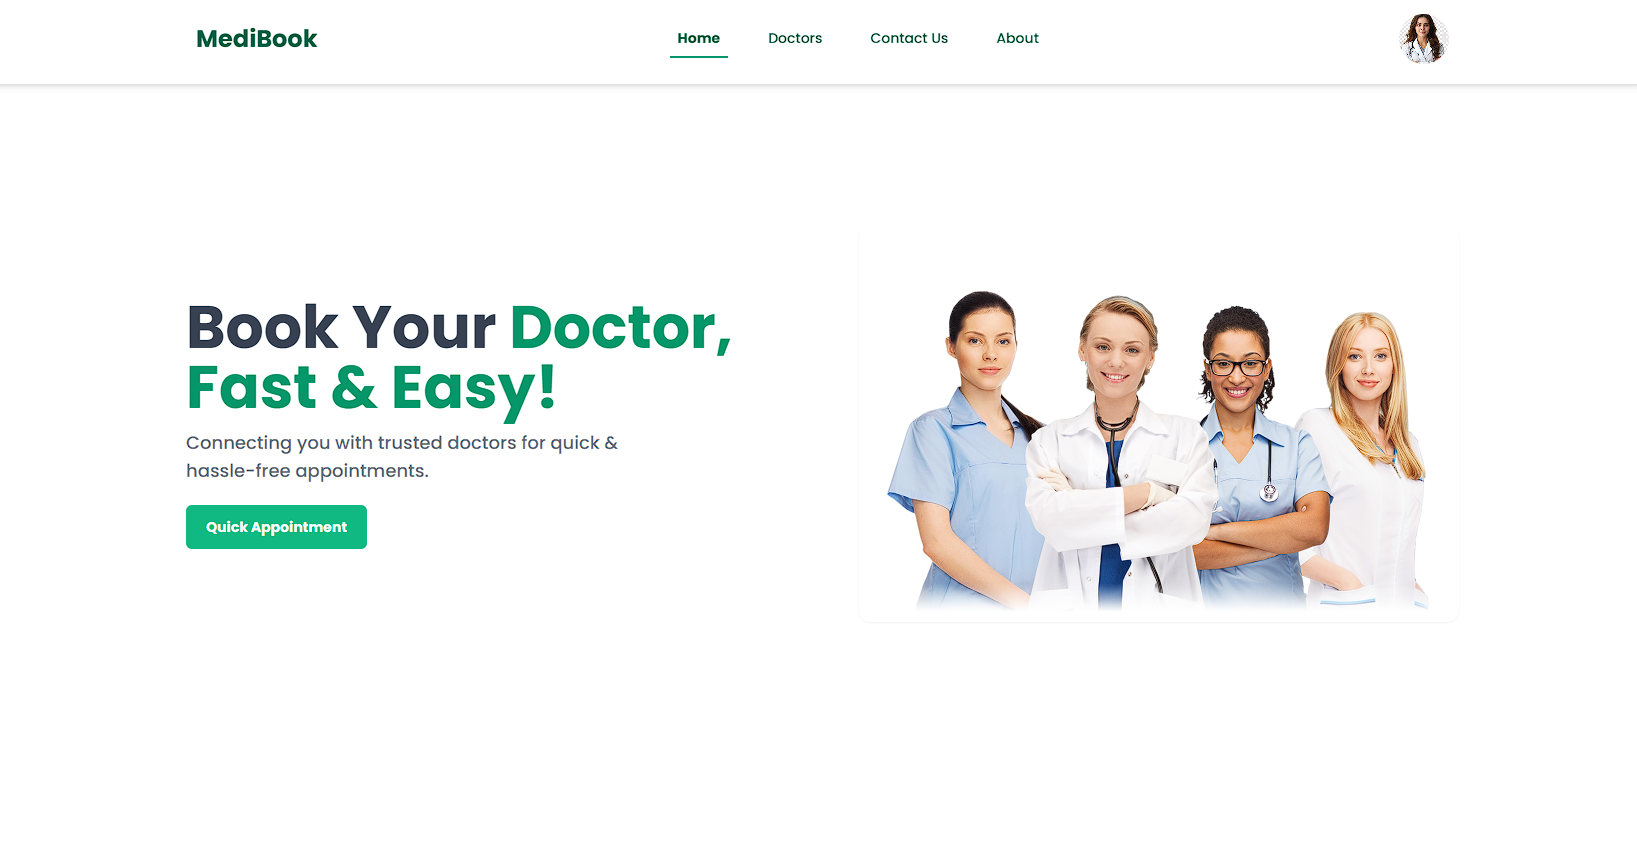 MediBook
Home
Doctors
Contact Us
About
Book Your Doctor,
Fast & Easy!
Connecting you with trusted doctors for quick &
hassle-free appointments.
Quick Appointment